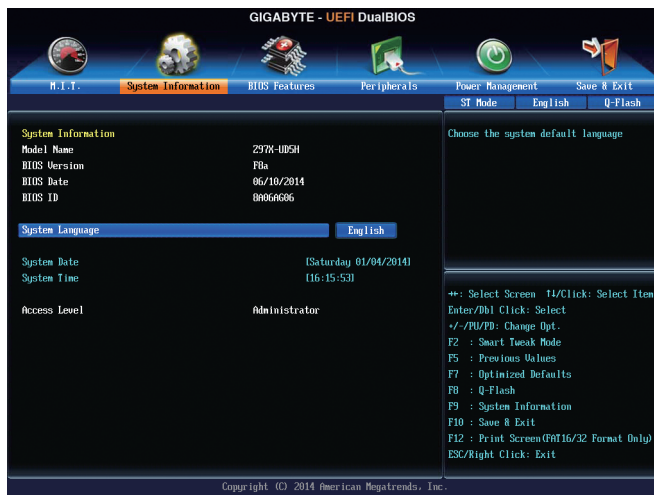 GIGABYTE - UEFI DualBIOS
M.I.T. System Information BIOS Features Peripherals Power Management Save & Exit
ST Mode English Q-Flash
System Information
Model Name Z97X-UD5H
BIOS Version F8a
BIOS Date 06/10/2014
BIOS ID 8A06AG06
System Language English
System Date [Saturday 01/04/2014]
System Time [16:15:53]
Access Level Administrator
Choose the system default language
→←: Select Screen ↑↓/Click: Select Item
Enter/Dbl Click: Select
+/-/PU/PD: Change Opt.
F2 : Smart Tweak Mode
F5 : Previous Values
F7 : Optimized Defaults
F8 : Q-Flash
F9 : System Information
F10 : Save & Exit
F12 : Print Screen(FAT16/32 Format Only)
ESC/Right Click: Exit
Copyright (C) 2014 American Megatrends, Inc.